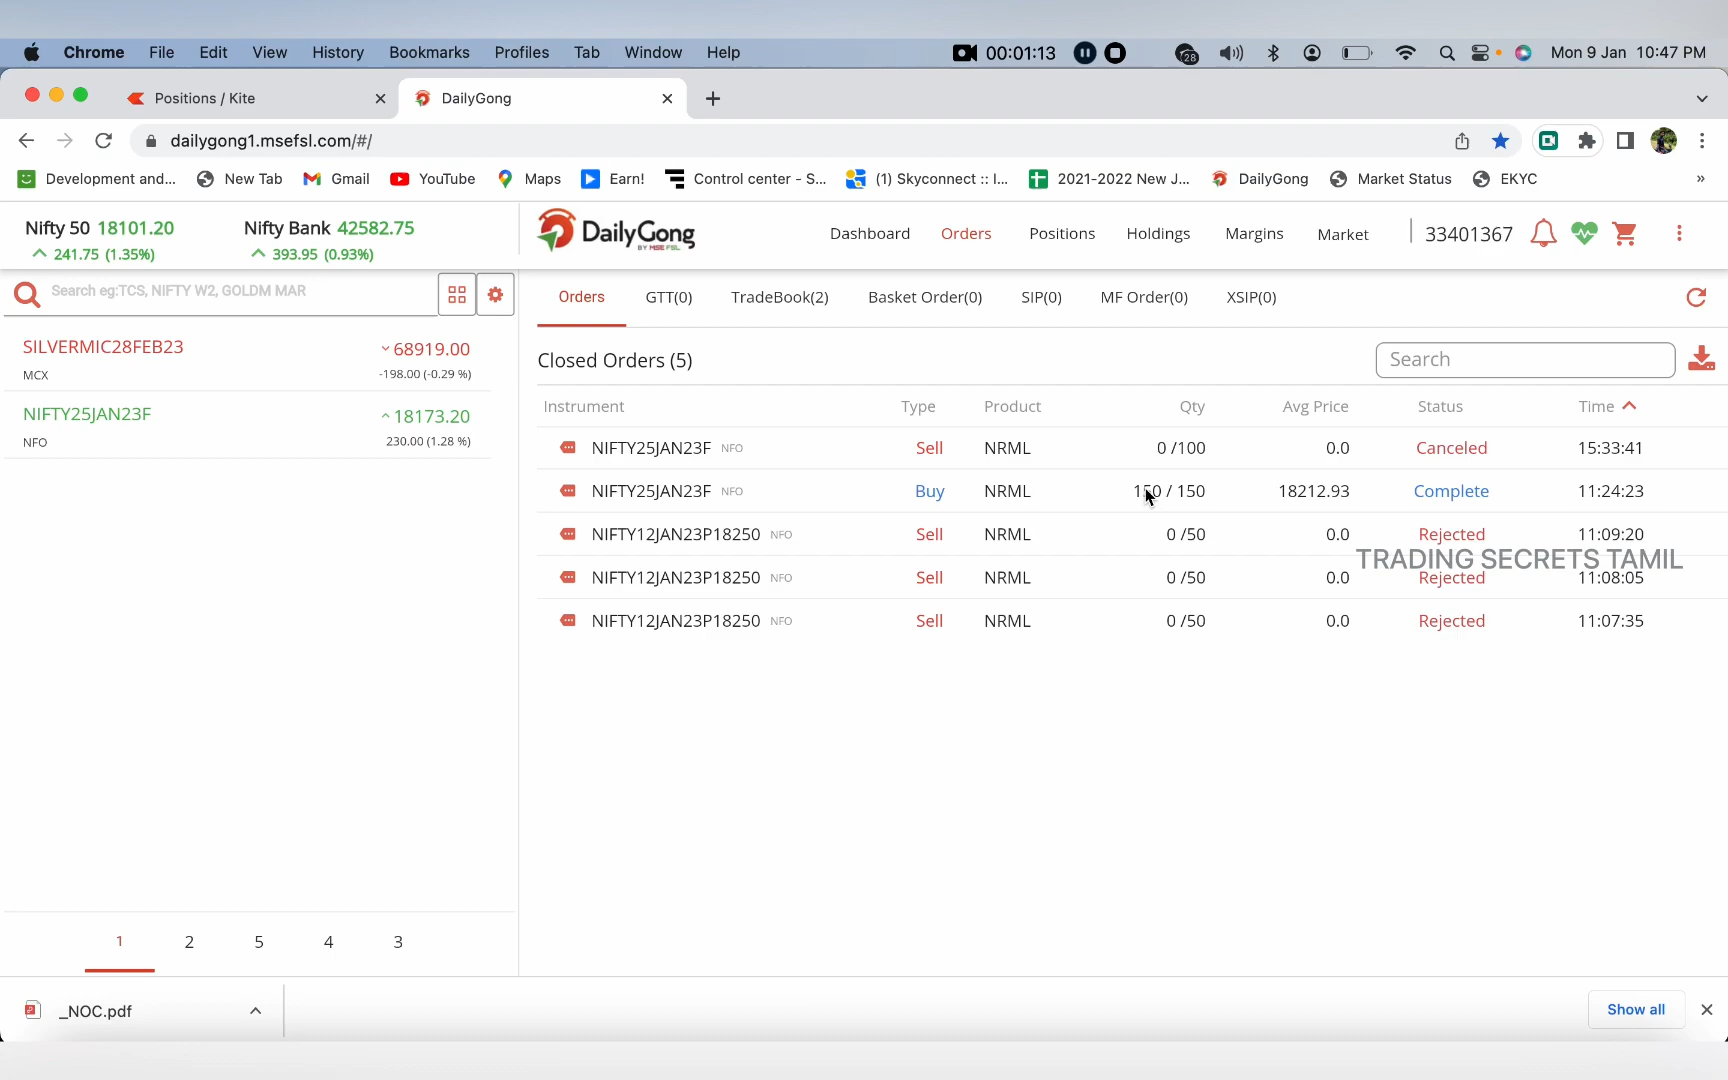 Chrome File Edit View History Bookmarks Profiles Tab Window Help 00:01:13 28 Mon 9 Jan 10:47 PM
Positions / Kite DailyGong
dailygong1.msefsl.com/#/
Development and... New Tab Gmail YouTube Maps Earn! Control center - S... (1) Skyconnect :: I... 2021-2022 New J... DailyGong Market Status EKYC »
Nifty 50 18101.20 Nifty Bank 42582.75
241.75 (1.35%) 393.95 (0.93%)
DailyGong
BY MSE FSL
Dashboard Orders Positions Holdings Margins Market 33401367
Search eg:TCS, NIFTY W2, GOLDM MAR
Orders GTT(0) TradeBook(2) Basket Order(0) SIP(0) MF Order(0) XSIP(0)
SILVERMIC28FEB23 68919.00
MCX -198.00 (-0.29 %)
NIFTY25JAN23F 18173.20
NFO 230.00 (1.28 %)
Closed Orders (5) Search
Instrument Type Product Qty Avg Price Status Time
NIFTY25JAN23F NFO Sell NRML 0 /100 0.0 Canceled 15:33:41
NIFTY25JAN23F NFO Buy NRML 150 / 150 18212.93 Complete 11:24:23
NIFTY12JAN23P18250 NFO Sell NRML 0 /50 0.0 Rejected 11:09:20
TRADING SECRETS TAMIL
NIFTY12JAN23P18250 NFO Sell NRML 0 /50 0.0 Rejected 11:08:05
NIFTY12JAN23P18250 NFO Sell NRML 0 /50 0.0 Rejected 11:07:35
1 2 5 4 3
_NOC.pdf Show all